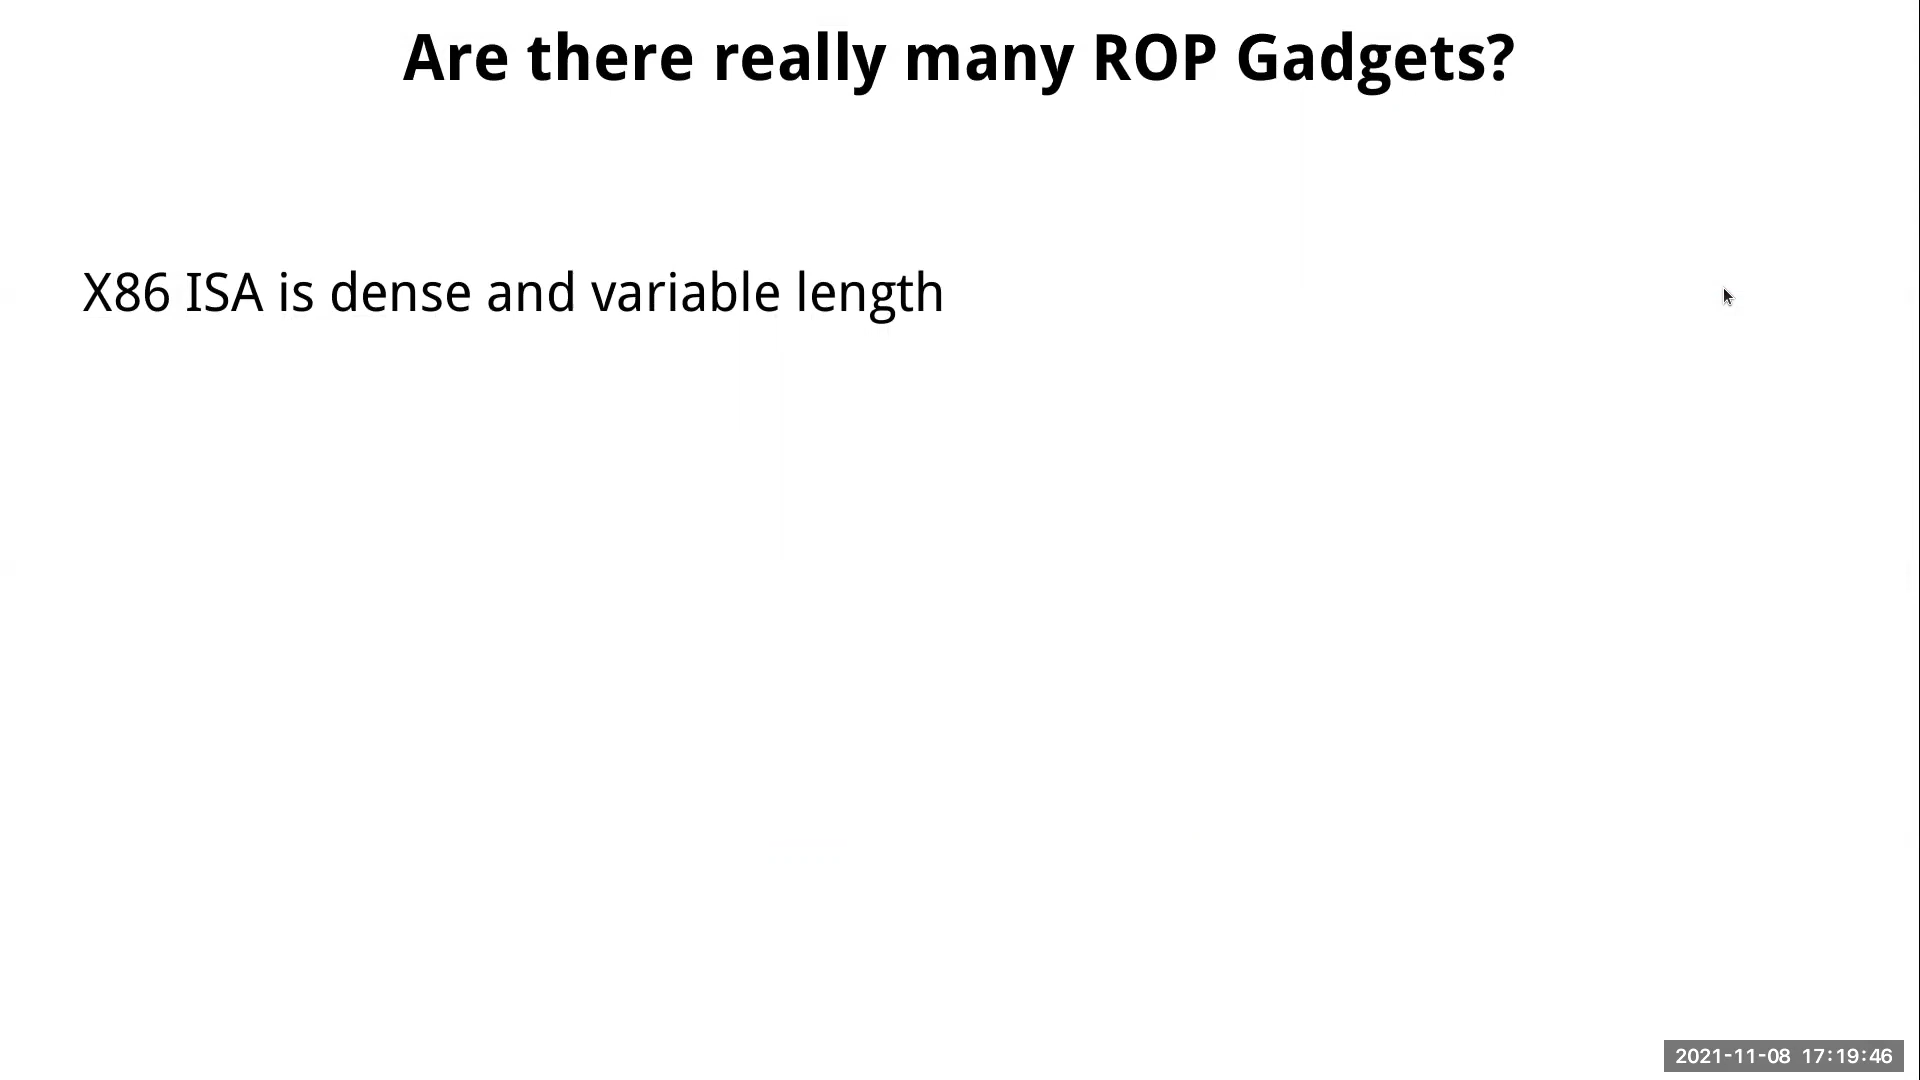 Are there really many ROP Gadgets?
X86 ISA is dense and variable length
2021-11-08 17:19:46